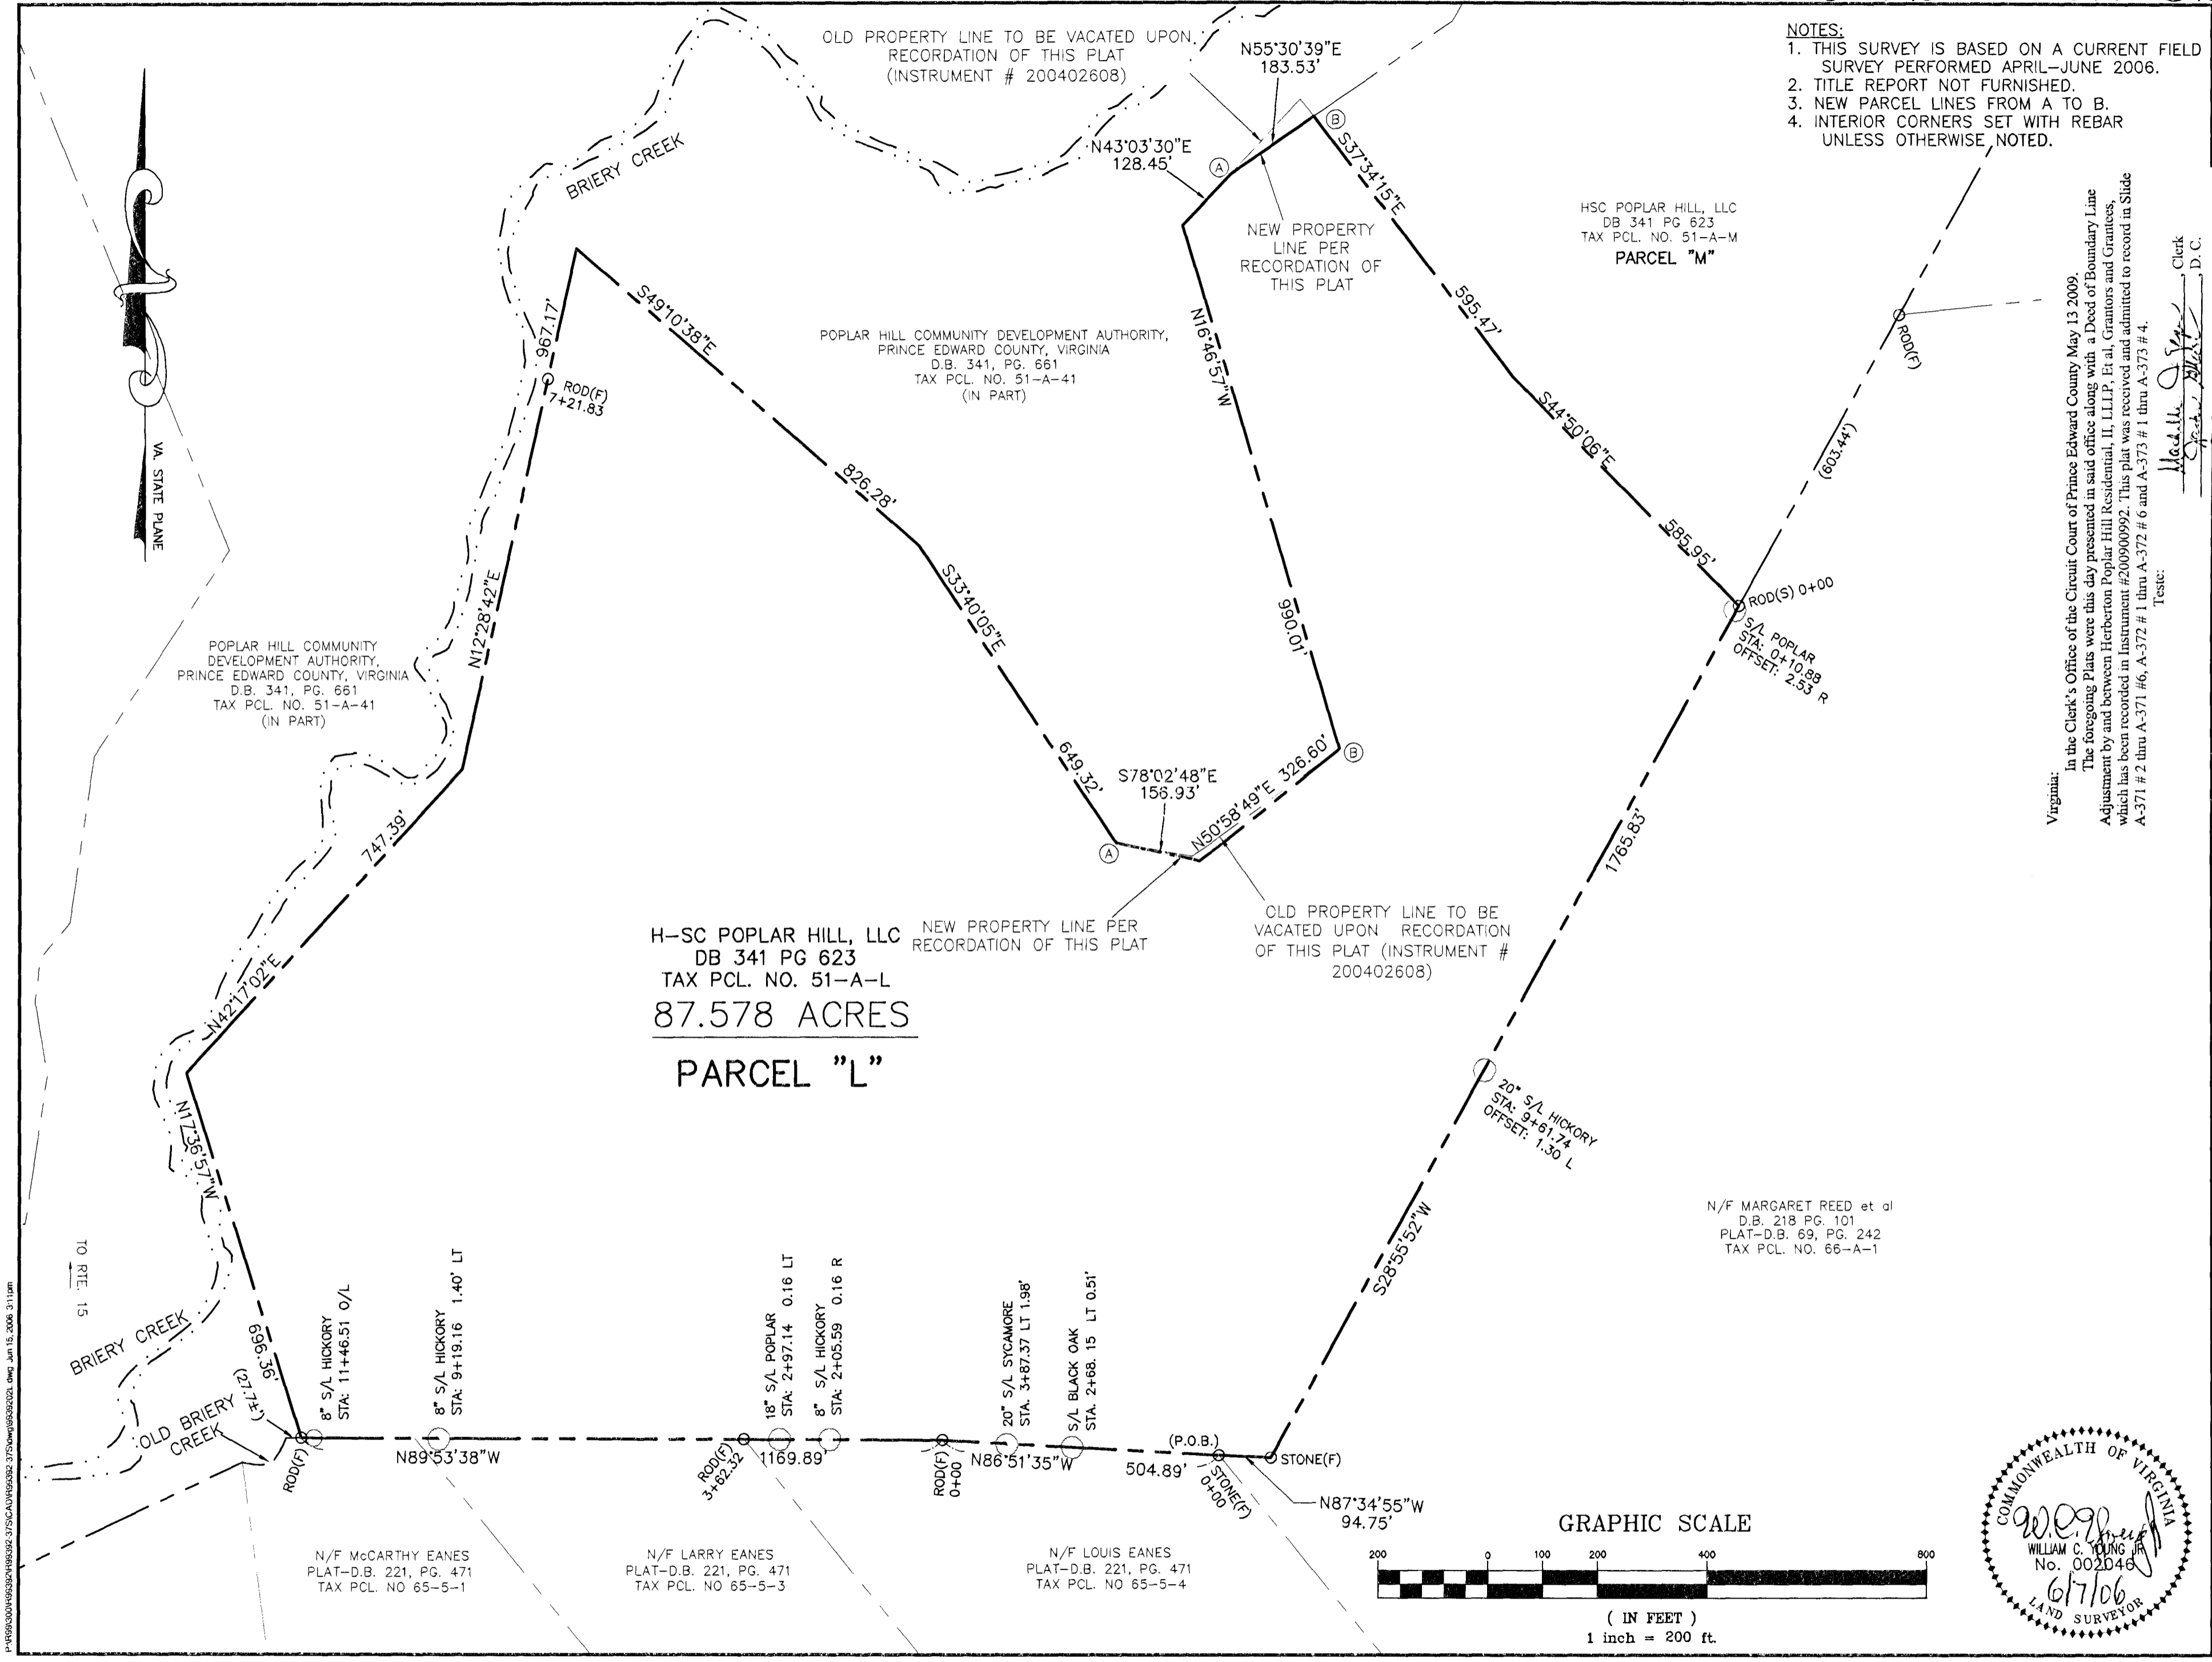 OLD PROPERTY LINE TO BE VACATED UPON
RECORDATION OF THIS PLAT
(INSTRUMENT # 200402608)
N55°30'39"E
183.53'
NOTES:
1. THIS SURVEY IS BASED ON A CURRENT FIELD
SURVEY PERFORMED APRIL-JUNE 2006.
2. TITLE REPORT NOT FURNISHED.
3. NEW PARCEL LINES FROM A TO B.
4. INTERIOR CORNERS SET WITH REBAR
UNLESS OTHERWISE NOTED.
N43°03'30"E
128.45'
A
B
S37°34'15"E
595.47'
BRIERY CREEK
NEW PROPERTY
LINE PER
RECORDATION OF
THIS PLAT
HSC POPLAR HILL, LLC
DB 341 PG 623
TAX PCL. NO. 51-A-M
PARCEL "M"
VA. STATE PLANE
967.17'
ROD(F)
7+21.83
N12°28'42"E
S49°10'38"E
826.28'
POPLAR HILL COMMUNITY DEVELOPMENT AUTHORITY,
PRINCE EDWARD COUNTY, VIRGINIA
D.B. 341, PG. 661
TAX PCL. NO. 51-A-41
(IN PART)
N16°46'57"W
990.01'
S44°50'06"E
585.95'
ROD(F)
(603.44')
ROD(S) 0+00
S/L POPLAR
STA: 0+10.88
OFFSET: 2.53 R
Virginia:
In the Clerk's Office of the Circuit Court of Prince Edward County May 13 2009.
The foregoing Plats were this day presented in said office along with a Deed of Boundary Line
Adjustment by and between Herberton Poplar Hill Residential, II, LLLP, Et al, Grantors and Grantees,
which has been recorded in Instrument #200900992. This plat was received and admitted to record in Slide
A-371 # 2 thru A-371 #6, A-372 # 1 thru A-372 # 6 and A-373 # 1 thru A-373 # 4.
Teste:
, Clerk
, D. C.
POPLAR HILL COMMUNITY
DEVELOPMENT AUTHORITY,
PRINCE EDWARD COUNTY, VIRGINIA
D.B. 341, PG. 661
TAX PCL. NO. 51-A-41
(IN PART)
S33°40'05"E
649.32'
S78°02'48"E
156.93'
A
N50°58'49"E 326.60'
B
747.39'
N42°17'02"E
1765.83'
S28°55'52"W
H-SC POPLAR HILL, LLC
DB 341 PG 623
TAX PCL. NO. 51-A-L
87.578 ACRES
PARCEL "L"
NEW PROPERTY LINE PER
RECORDATION OF THIS PLAT
OLD PROPERTY LINE TO BE
VACATED UPON RECORDATION
OF THIS PLAT (INSTRUMENT #
200402608)
20" S/L HICKORY
STA: 9+61.74
OFFSET: 1.30 L
N17°36'57"W
696.36'
N/F MARGARET REED et al
D.B. 218 PG. 101
PLAT-D.B. 69, PG. 242
TAX PCL. NO. 66-A-1
TO RTE. 15
BRIERY CREEK
(27.7±')
OLD BRIERY
CREEK
8" S/L HICKORY
STA: 11+46.51 O/L
8" S/L HICKORY
STA: 9+19.16 1.40' LT
18" S/L POPLAR
STA: 2+97.14 0.16 LT
8" S/L HICKORY
STA: 2+05.59 0.16 R
20" S/L SYCAMORE
STA. 3+87.37 LT 1.98'
S/L BLACK OAK
STA. 2+68.15 LT 0.51'
ROD(F)
N89°53'38"W
ROD(F)
3+62.32
1169.89'
ROD(F)
0+00
N86°51'35"W
504.89'
(P.O.B.)
STONE(F)
0+00
STONE(F)
N87°34'55"W
94.75'
N/F McCARTHY EANES
PLAT-D.B. 221, PG. 471
TAX PCL. NO 65-5-1
N/F LARRY EANES
PLAT-D.B. 221, PG. 471
TAX PCL. NO 65-5-3
N/F LOUIS EANES
PLAT-D.B. 221, PG. 471
TAX PCL. NO 65-5-4
GRAPHIC SCALE
200 0 100 200 400 800
( IN FEET )
1 inch = 200 ft.
COMMONWEALTH OF VIRGINIA
WILLIAM C. YOUNG JR
No. 002046
6/7/06
LAND SURVEYOR